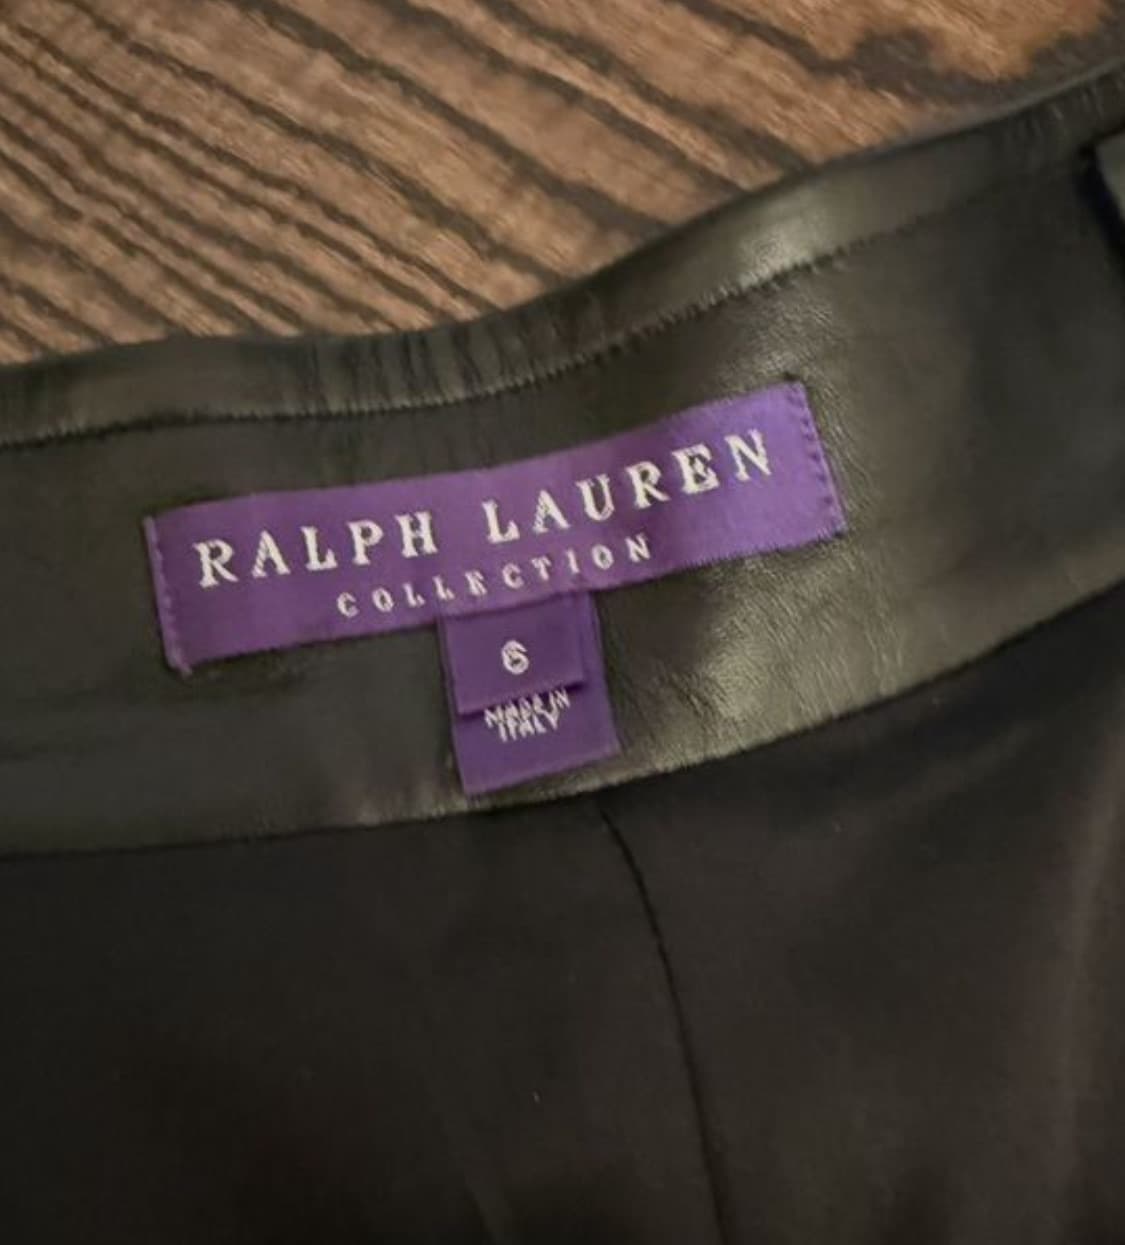 RALPH LAUREN
COLLECTION
6
MADE IN
ITALY